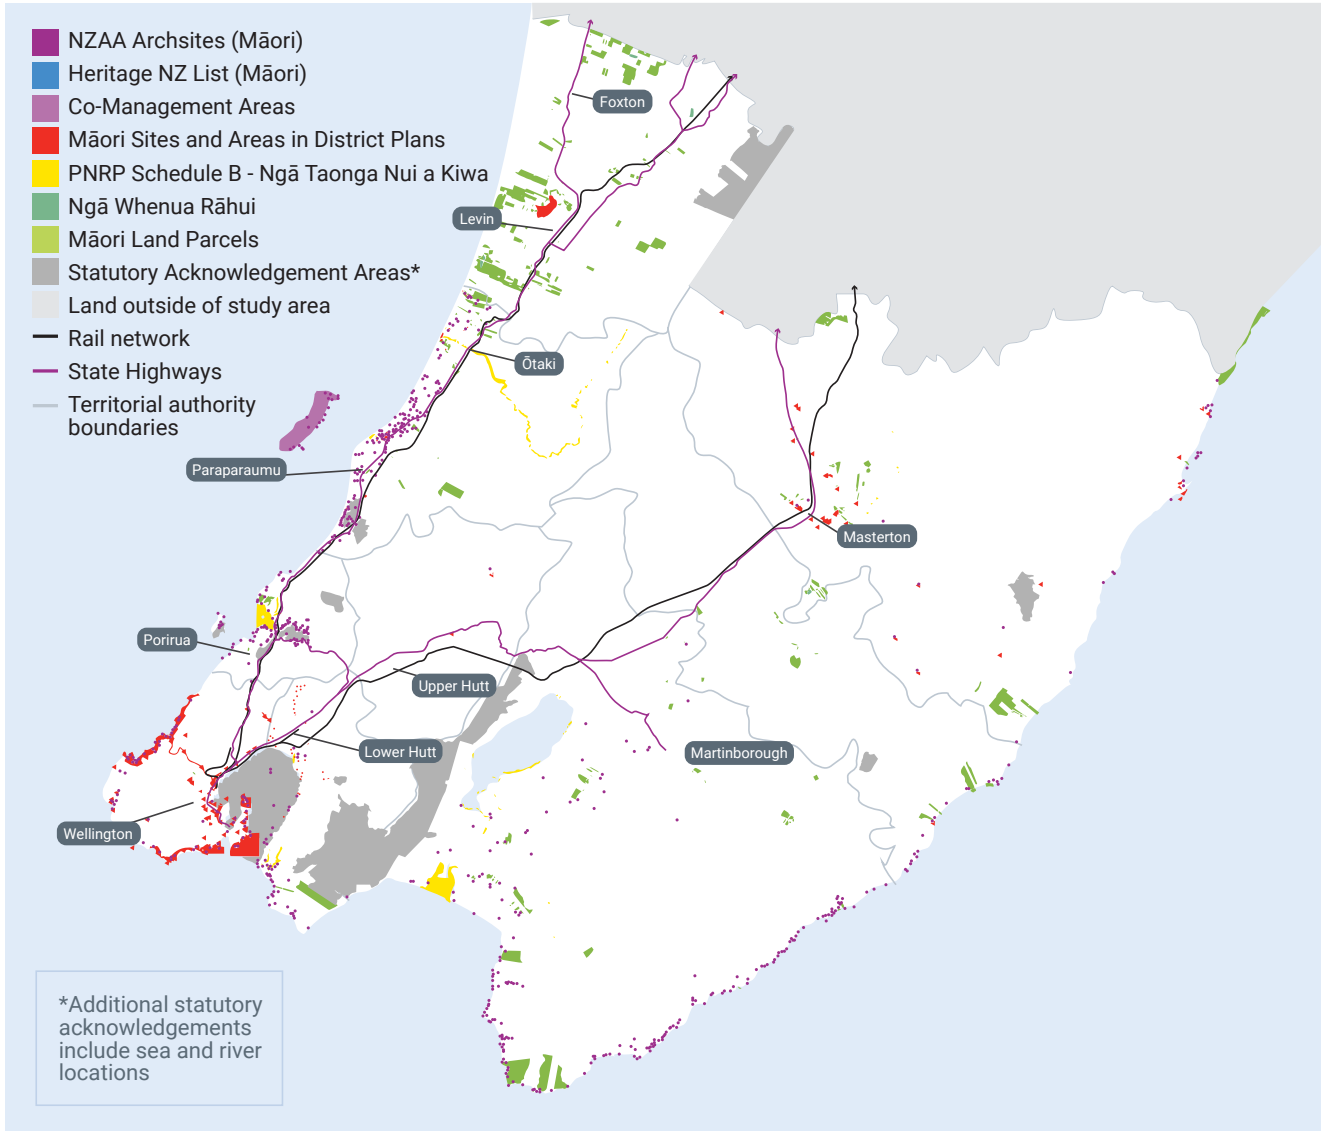 NZAA Archsites (Māori)
Heritage NZ List (Māori)
Co-Management Areas
Māori Sites and Areas in District Plans
PNRP Schedule B - Ngā Taonga Nui a Kiwa
Ngā Whenua Rāhui
Māori Land Parcels
Statutory Acknowledgement Areas*
Land outside of study area
Rail network
State Highways
Territorial authority
boundaries
Foxton
Levin
Ōtaki
Paraparaumu
Masterton
Porirua
Upper Hutt
Lower Hutt
Martinborough
Wellington
*Additional statutory
acknowledgements
include sea and river
locations